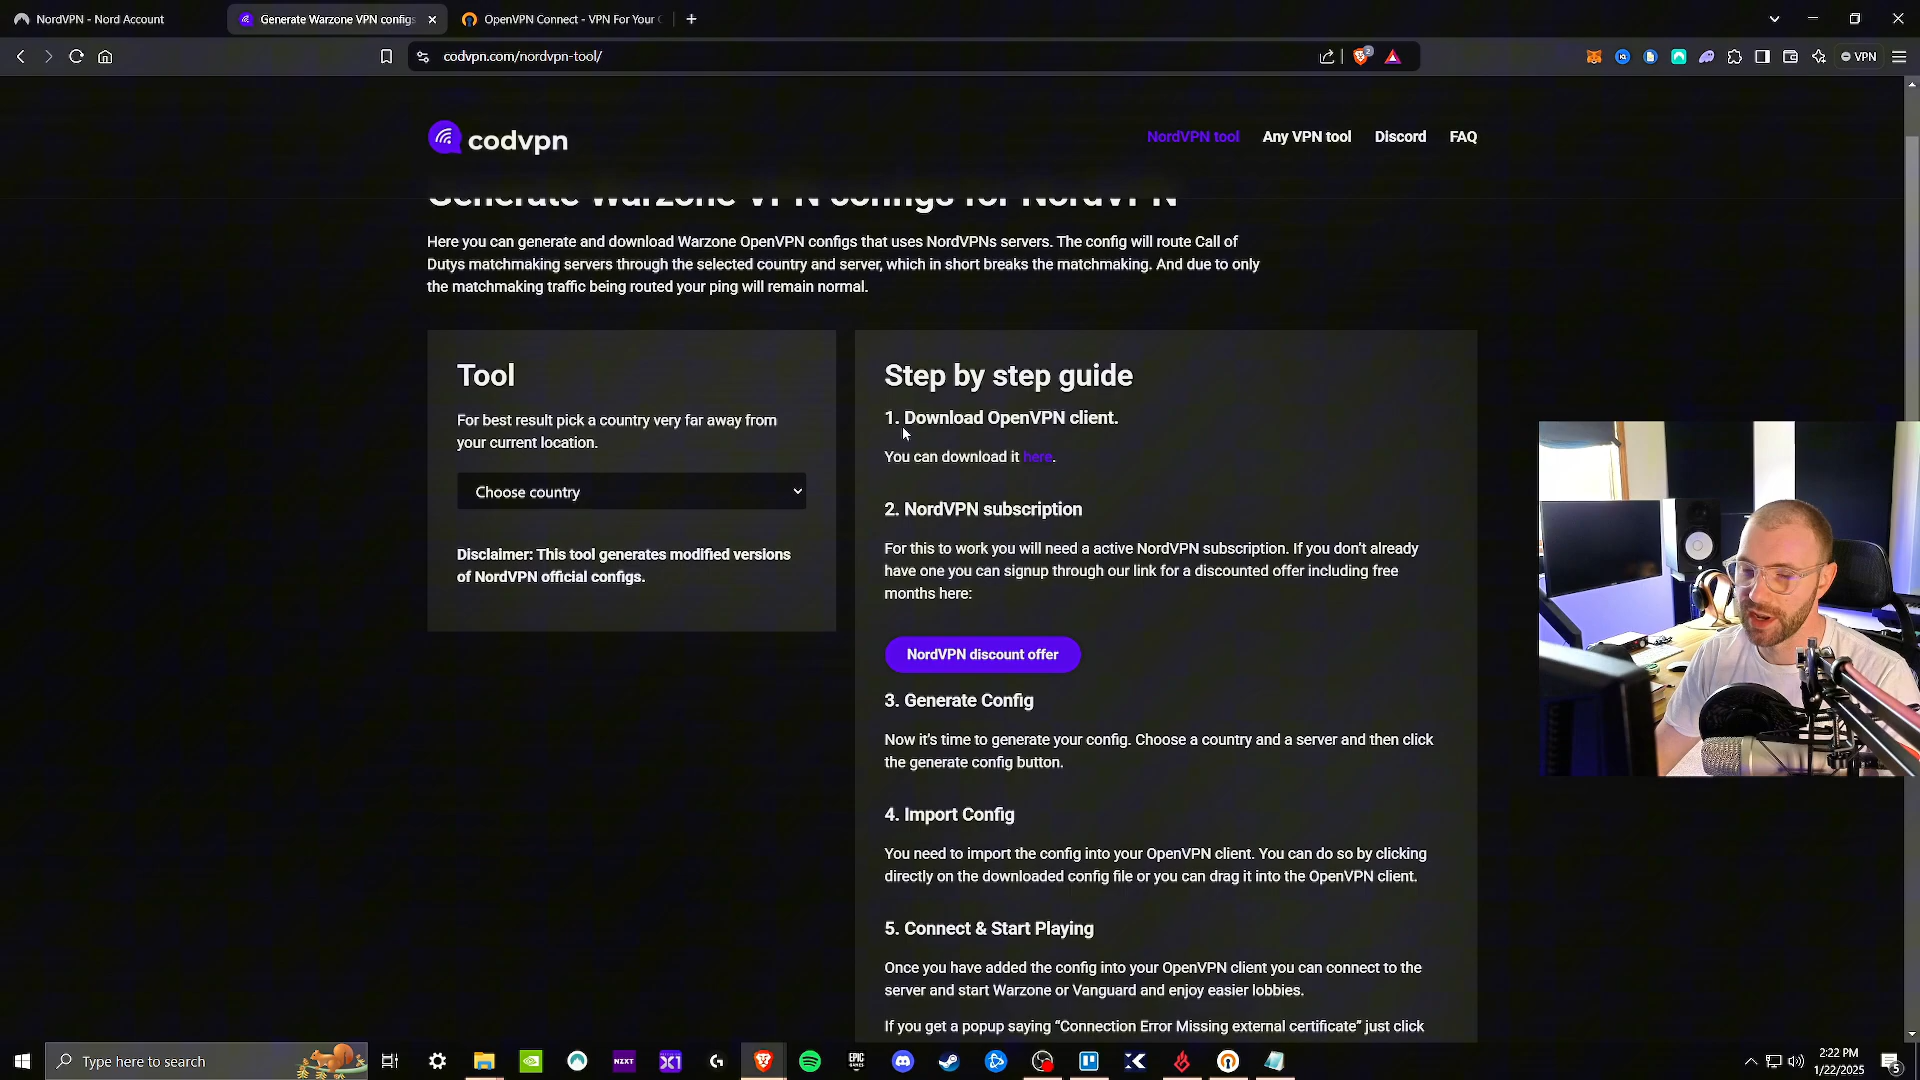 NordVPN - Nord Account
Generate Warzone VPN configs
OpenVPN Connect - VPN For Your
codvpn.com/nordvpn-tool/
2
VPN
codvpn
NordVPN tool
Any VPN tool
Discord
FAQ
Generate Warzone VPN configs for NordVPN
Here you can generate and download Warzone OpenVPN configs that uses NordVPNs servers. The config will route Call of
Dutys matchmaking servers through the selected country and server, which in short breaks the matchmaking. And due to only
the matchmaking traffic being routed your ping will remain normal.
Tool
For best result pick a country very far away from
your current location.
Choose country
Disclaimer: This tool generates modified versions
of NordVPN official configs.
Step by step guide
1. Download OpenVPN client.
You can download it here.
2. NordVPN subscription
For this to work you will need a active NordVPN subscription. If you don't already
have one you can signup through our link for a discounted offer including free
months here:
NordVPN discount offer
3. Generate Config
Now it's time to generate your config. Choose a country and a server and then click
the generate config button.
4. Import Config
You need to import the config into your OpenVPN client. You can do so by clicking
directly on the downloaded config file or you can drag it into the OpenVPN client.
5. Connect & Start Playing
Once you have added the config into your OpenVPN client you can connect to the
server and start Warzone or Vanguard and enjoy easier lobbies.
If you get a popup saying “Connection Error Missing external certificate” just click
Type here to search
NZXT
EPIC
GAMES
2:22 PM
1/22/2025
5